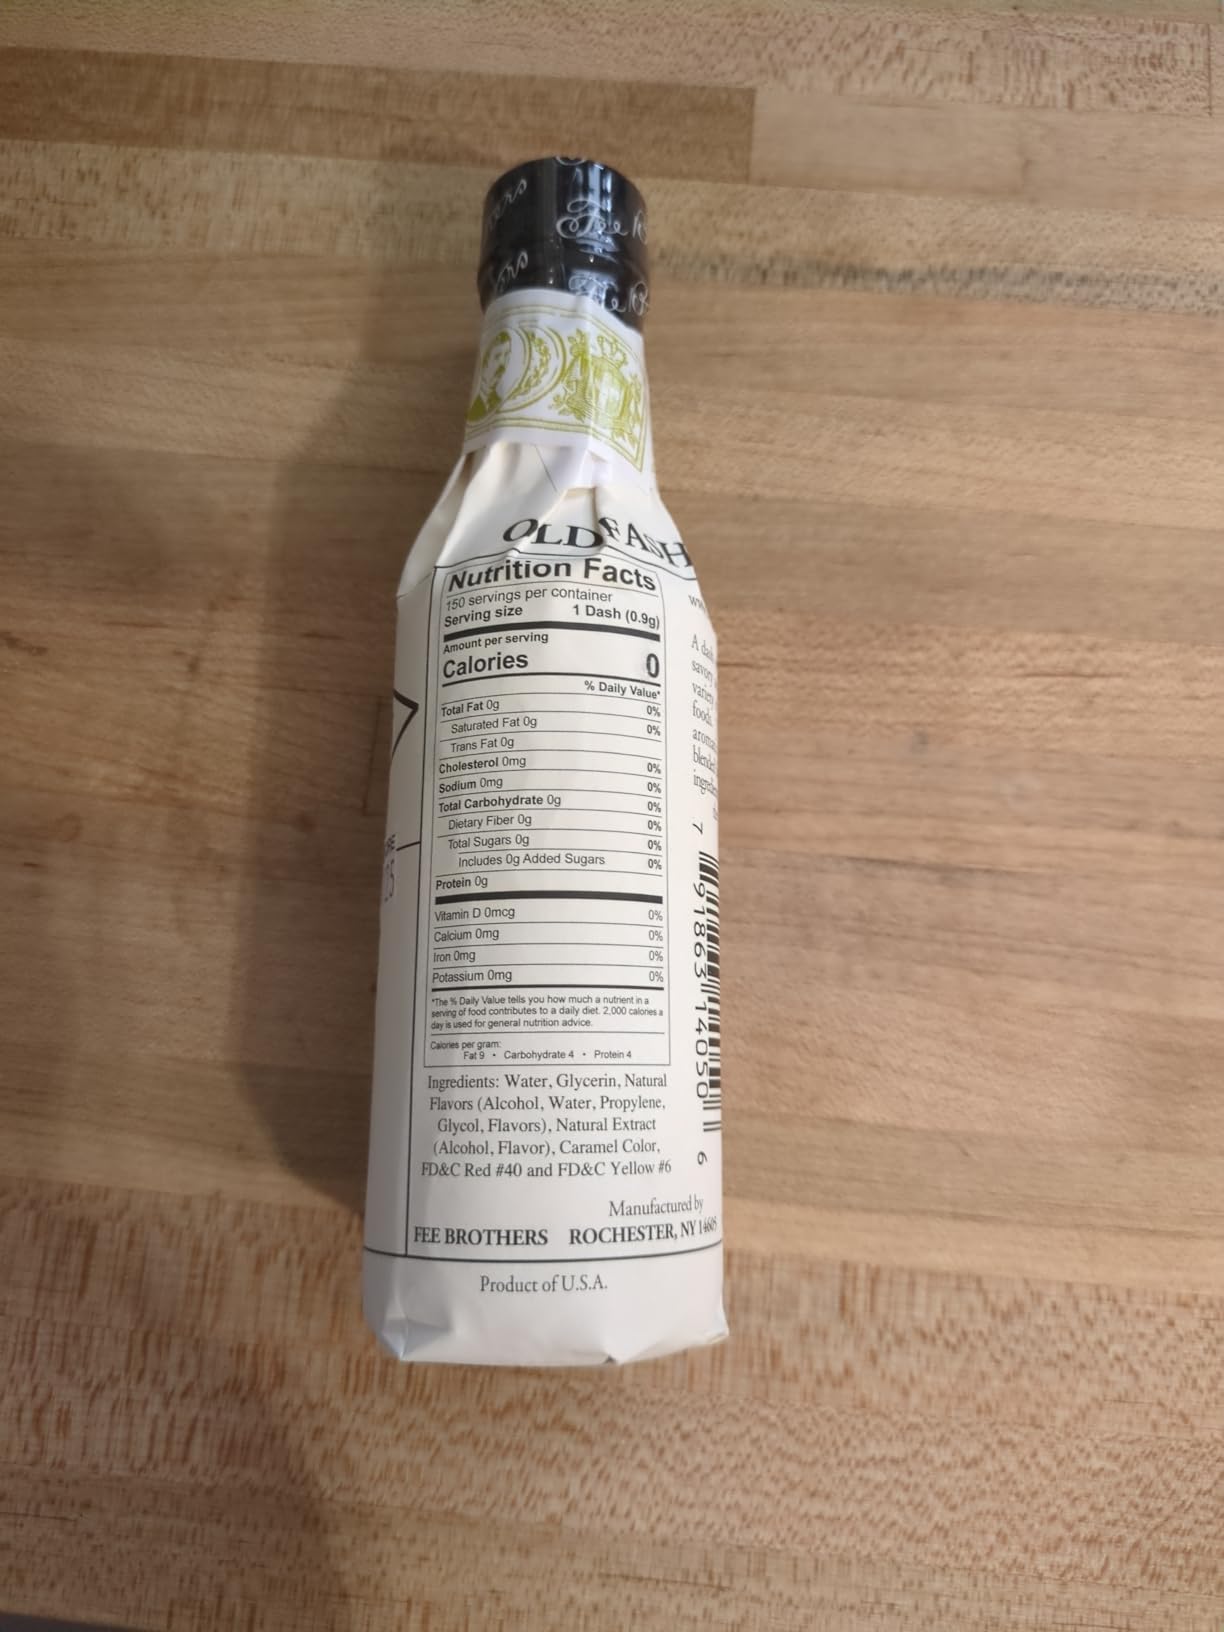 Fee
Fee
OLD FASH
Nutrition Facts
150 servings per container
Serving size 1 Dash (0.9g)
Amount per serving
Calories 0
% Daily Value*
Total Fat 0g 0%
Saturated Fat 0g 0%
Trans Fat 0g
Cholesterol 0mg 0%
Sodium 0mg 0%
Total Carbohydrate 0g 0%
Dietary Fiber 0g 0%
Total Sugars 0g 0%
Includes 0g Added Sugars 0%
Protein 0g
Vitamin D 0mcg 0%
Calcium 0mg 0%
Iron 0mg 0%
Potassium 0mg 0%
*The % Daily Value tells you how much a nutrient in a
serving of food contributes to a daily diet. 2,000 calories a
day is used for general nutrition advice.
Calories per gram:
Fat 9 • Carbohydrate 4 • Protein 4
Ingredients: Water, Glycerin, Natural
Flavors (Alcohol, Water, Propylene,
Glycol, Flavors), Natural Extract
(Alcohol, Flavor), Caramel Color,
FD&C Red #40 and FD&C Yellow #6
Manufactured by
FEE BROTHERS ROCHESTER, NY
Product of U.S.A.
A
7 91863 14050 6